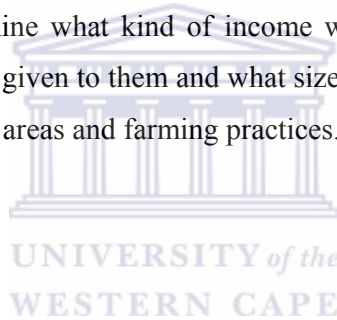 ine what kind of income w
given to them and what size
areas and farming practices.
UNIVERSITY of the
WESTERN CAPE